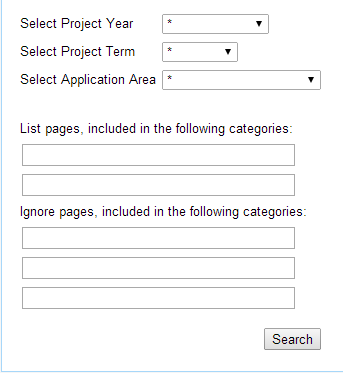 Select Project Year *
Select Project Term *
Select Application Area *
List pages, included in the following categories:
Ignore pages, included in the following categories:
Search